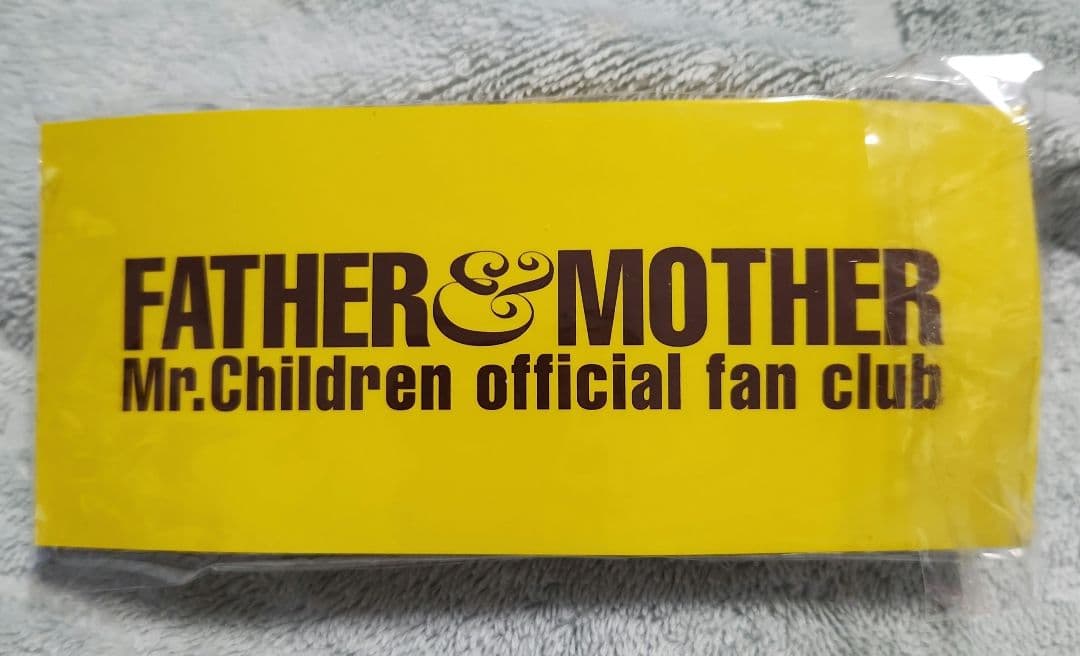 FATHER&MOTHER
Mr.Children official fan club